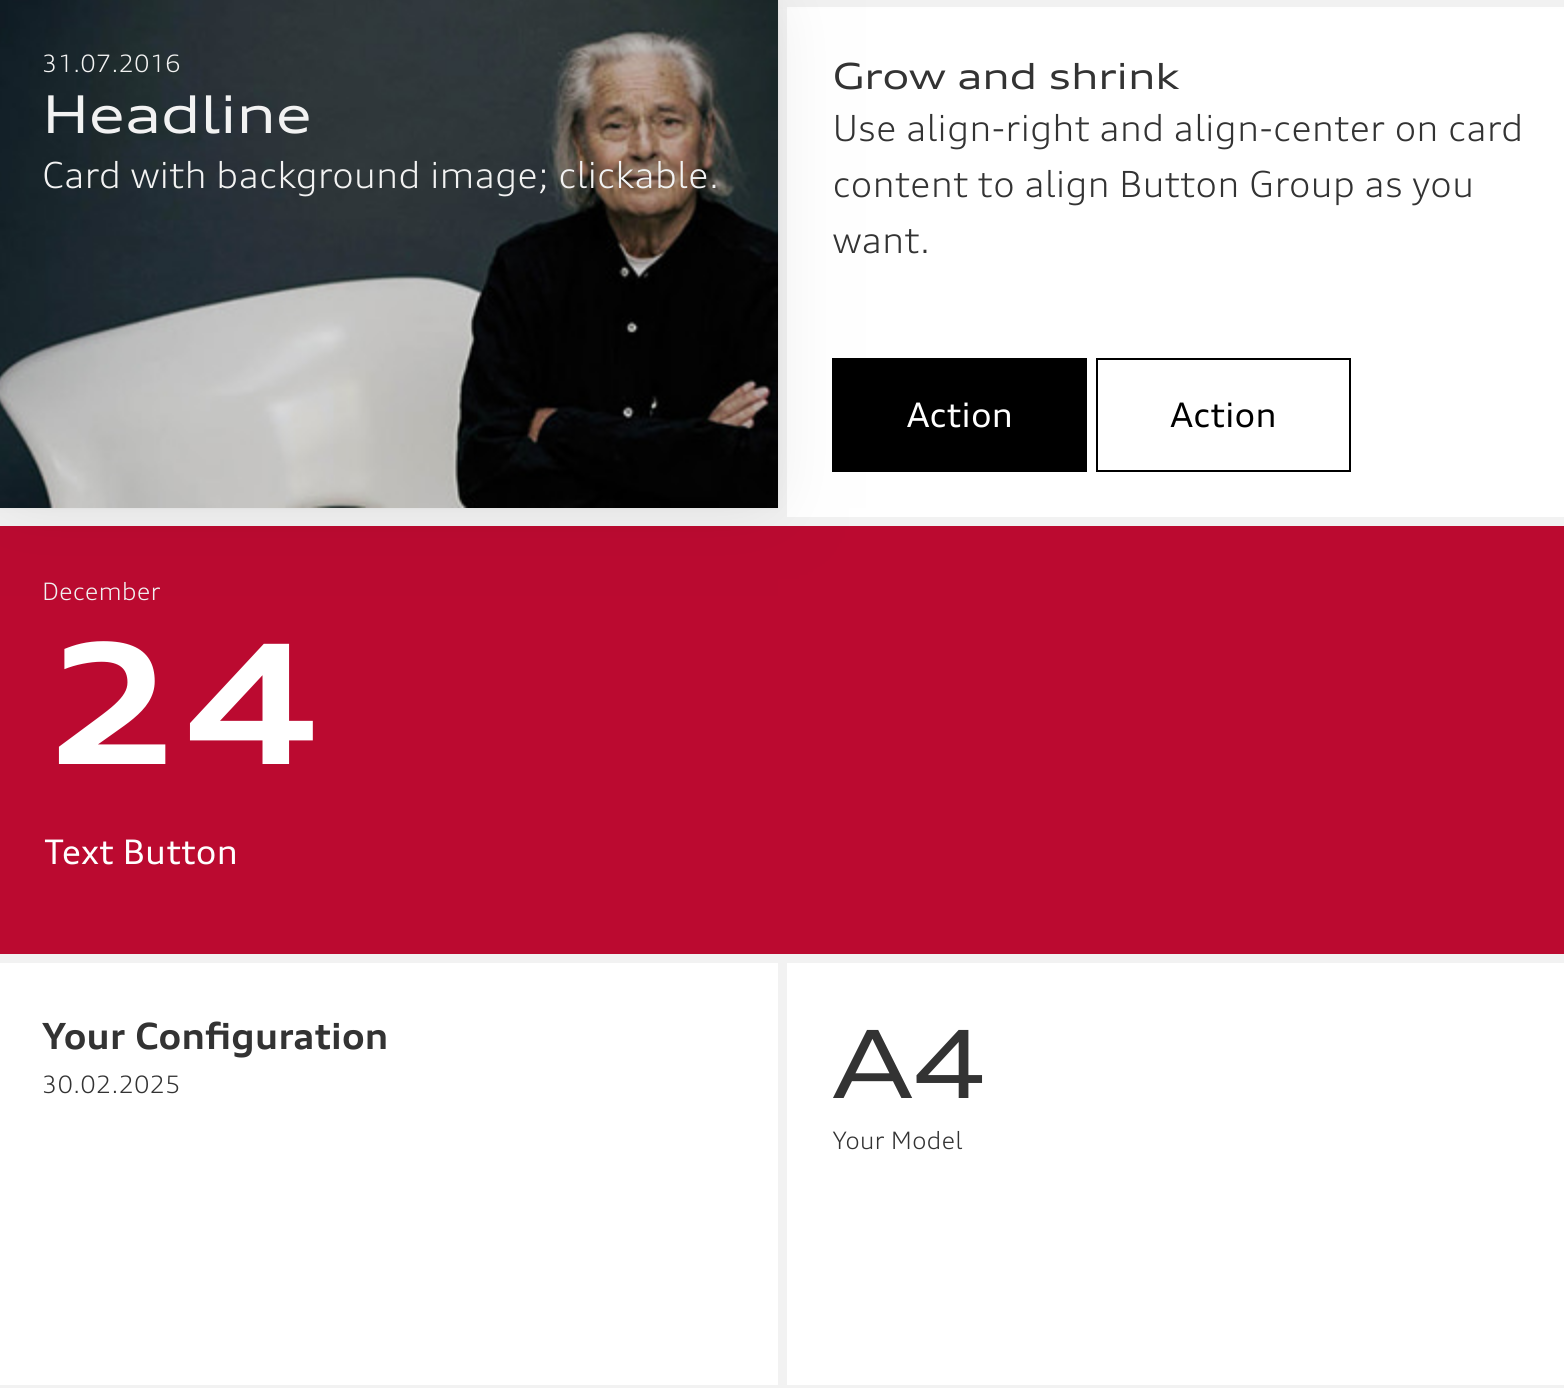 31.07.2016
Headline
Card with background image; clickable.
Grow and shrink
Use align-right and align-center on card
content to align Button Group as you
want.
Action
Action
December
24
Text Button
Your Configuration
30.02.2025
A4
Your Model